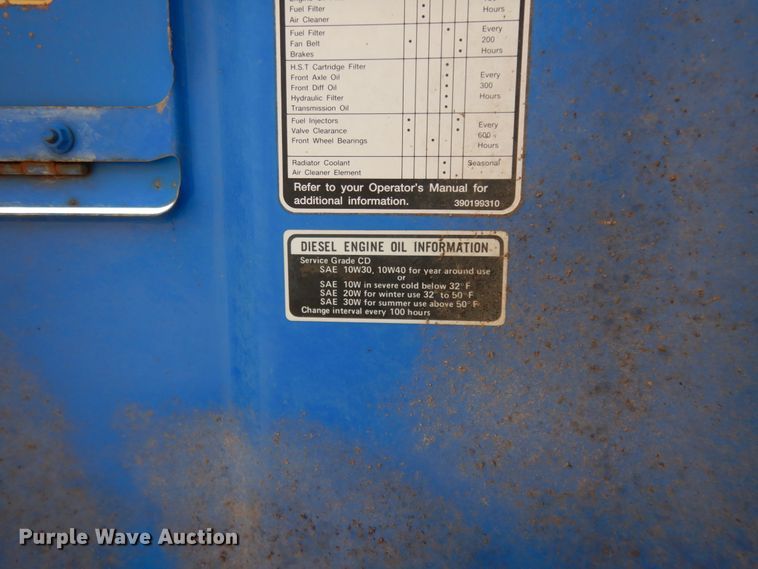 Fuel Filter
Air Cleaner
Hours
Fuel Filter
Fan Belt
Brakes
Every
200
Hours
H.S.T Cartridge Filter
Front Axle Oil
Front Diff Oil
Hydraulic Filter
Transmission Oil
Every
300
Hours
Fuel Injectors
Valve Clearance
Front Wheel Bearings
Every
600
Hours
Radiator Coolant
Air Cleaner Element
Seasonal
Refer to your Operator's Manual for
additional information. 390199310
DIESEL ENGINE OIL INFORMATION
Service Grade CD
SAE 10W30, 10W40 for year around use
or
SAE 10W in severe cold below 32°F
SAE 20W for winter use 32° to 50°F
SAE 30W for summer use above 50°F
Change interval every 100 hours
Purple Wave Auction